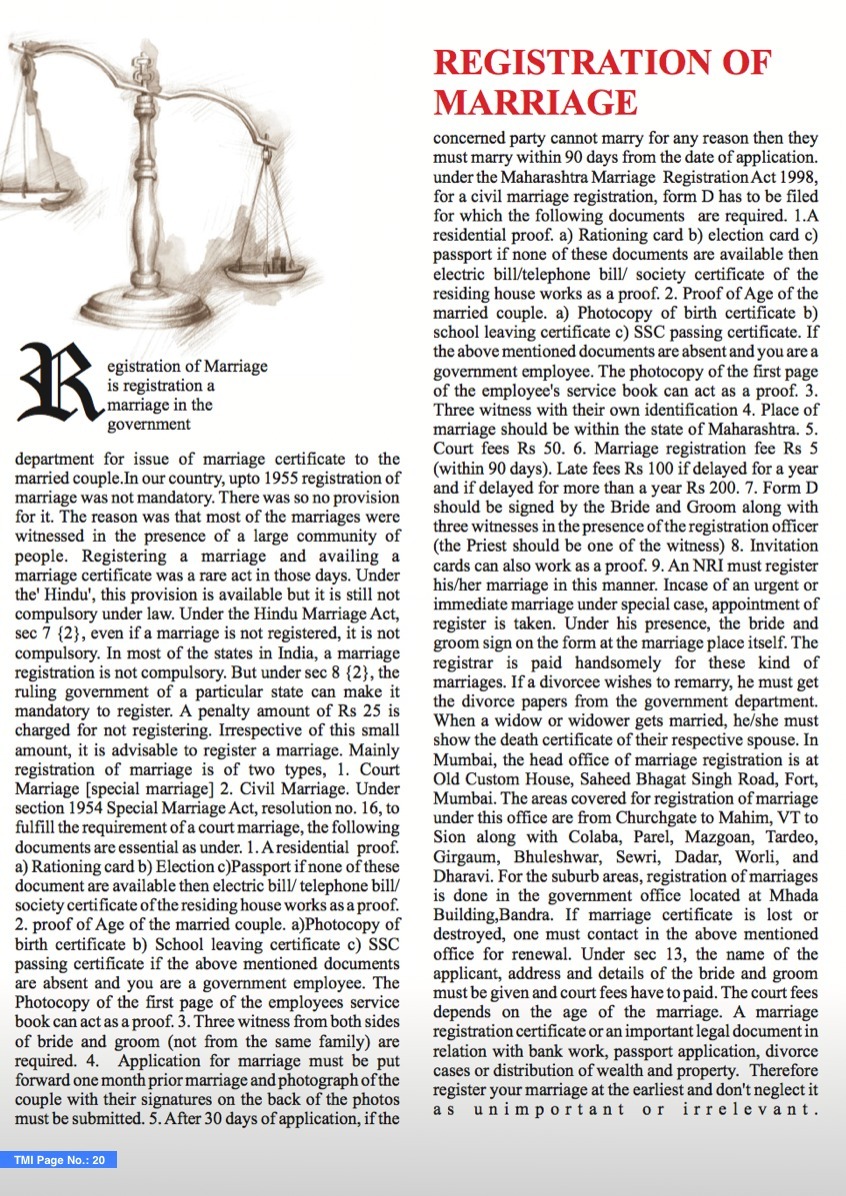 REGISTRATION OF
MARRIAGE
Registration of Marriage
is registration a
marriage in the
government
department for issue of marriage certificate to the
married couple.In our country, upto 1955 registration of
marriage was not mandatory. There was so no provision
for it. The reason was that most of the marriages were
witnessed in the presence of a large community of
people. Registering a marriage and availing a
marriage certificate was a rare act in those days. Under
the' Hindu', this provision is available but it is still not
compulsory under law. Under the Hindu Marriage Act,
sec 7 {2}, even if a marriage is not registered, it is not
compulsory. In most of the states in India, a marriage
registration is not compulsory. But under sec 8 {2}, the
ruling government of a particular state can make it
mandatory to register. A penalty amount of Rs 25 is
charged for not registering. Irrespective of this small
amount, it is advisable to register a marriage. Mainly
registration of marriage is of two types, 1. Court
Marriage [special marriage] 2. Civil Marriage. Under
section 1954 Special Marriage Act, resolution no. 16, to
fulfill the requirement of a court marriage, the following
documents are essential as under. 1. A residential proof.
a) Rationing card b) Election c)Passport if none of these
document are available then electric bill/ telephone bill/
society certificate of the residing house works as a proof.
2. proof of Age of the married couple. a)Photocopy of
birth certificate b) School leaving certificate c) SSC
passing certificate if the above mentioned documents
are absent and you are a government employee. The
Photocopy of the first page of the employees service
book can act as a proof. 3. Three witness from both sides
of bride and groom (not from the same family) are
required. 4. Application for marriage must be put
forward one month prior marriage and photograph of the
couple with their signatures on the back of the photos
must be submitted. 5. After 30 days of application, if the
concerned party cannot marry for any reason then they
must marry within 90 days from the date of application.
under the Maharashtra Marriage Registration Act 1998,
for a civil marriage registration, form D has to be filed
for which the following documents are required. 1.A
residential proof. a) Rationing card b) election card c)
passport if none of these documents are available then
electric bill/telephone bill/ society certificate of the
residing house works as a proof. 2. Proof of Age of the
married couple. a) Photocopy of birth certificate b)
school leaving certificate c) SSC passing certificate. If
the above mentioned documents are absent and you are a
government employee. The photocopy of the first page
of the employee's service book can act as a proof. 3.
Three witness with their own identification 4. Place of
marriage should be within the state of Maharashtra. 5.
Court fees Rs 50. 6. Marriage registration fee Rs 5
(within 90 days). Late fees Rs 100 if delayed for a year
and if delayed for more than a year Rs 200. 7. Form D
should be signed by the Bride and Groom along with
three witnesses in the presence of the registration officer
(the Priest should be one of the witness) 8. Invitation
cards can also work as a proof. 9. An NRI must register
his/her marriage in this manner. Incase of an urgent or
immediate marriage under special case, appointment of
register is taken. Under his presence, the bride and
groom sign on the form at the marriage place itself. The
registrar is paid handsomely for these kind of
marriages. If a divorcee wishes to remarry, he must get
the divorce papers from the government department.
When a widow or widower gets married, he/she must
show the death certificate of their respective spouse. In
Mumbai, the head office of marriage registration is at
Old Custom House, Saheed Bhagat Singh Road, Fort,
Mumbai. The areas covered for registration of marriage
under this office are from Churchgate to Mahim, VT to
Sion along with Colaba, Parel, Mazgoan, Tardeo,
Girgaum, Bhuleshwar, Sewri, Dadar, Worli, and
Dharavi. For the suburb areas, registration of marriages
is done in the government office located at Mhada
Building,Bandra. If marriage certificate is lost or
destroyed, one must contact in the above mentioned
office for renewal. Under sec 13, the name of the
applicant, address and details of the bride and groom
must be given and court fees have to paid. The court fees
depends on the age of the marriage. A marriage
registration certificate or an important legal document in
relation with bank work, passport application, divorce
cases or distribution of wealth and property. Therefore
register your marriage at the earliest and don't neglect it
as unimportant or irrelevant.
TMI Page No.: 20